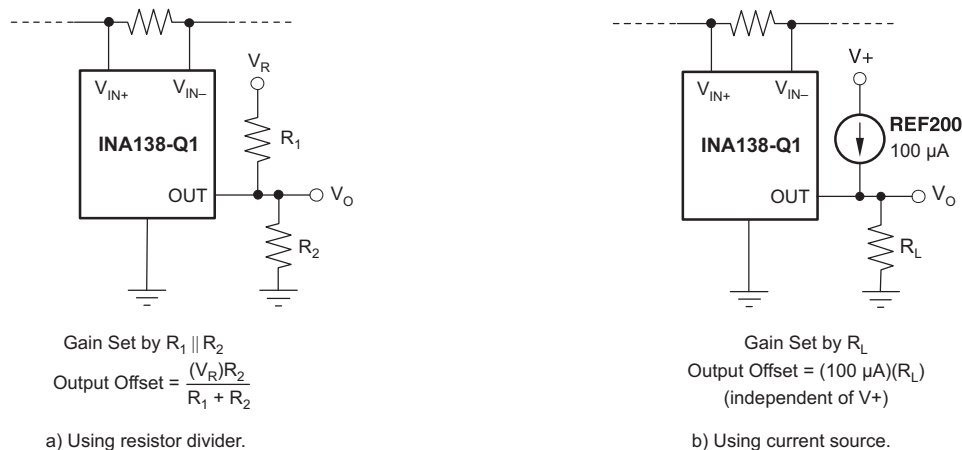 V_IN+ V_IN–
INA138-Q1
OUT
V_R
R_1
V_O
R_2
Gain Set by R_1 || R_2
Output Offset = (V_R)R_2 / R_1 + R_2
a) Using resistor divider.
V_IN+ V_IN–
INA138-Q1
OUT
V+
REF200
100 µA
V_O
R_L
Gain Set by R_L
Output Offset = (100 µA)(R_L)
(independent of V+)
b) Using current source.